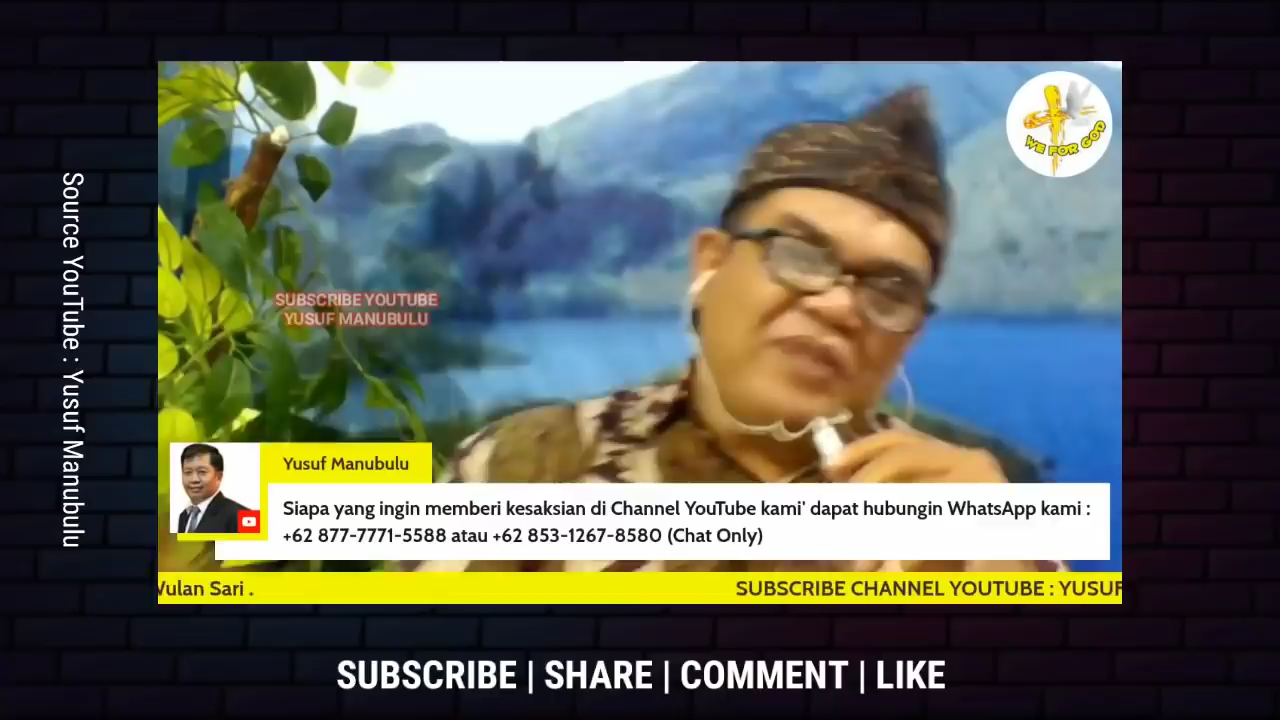 Source YouTube : Yusuf Manubulu
WE FOR GOD
SUBSCRIBE YOUTUBE
YUSUF MANUBULU
Yusuf Manubulu
Siapa yang ingin memberi kesaksian di Channel YouTube kami' dapat hubungin WhatsApp kami :
+62 877-7771-5588 atau +62 853-1267-8580 (Chat Only)
Wulan Sari . SUBSCRIBE CHANNEL YOUTUBE : YUSUF
SUBSCRIBE | SHARE | COMMENT | LIKE